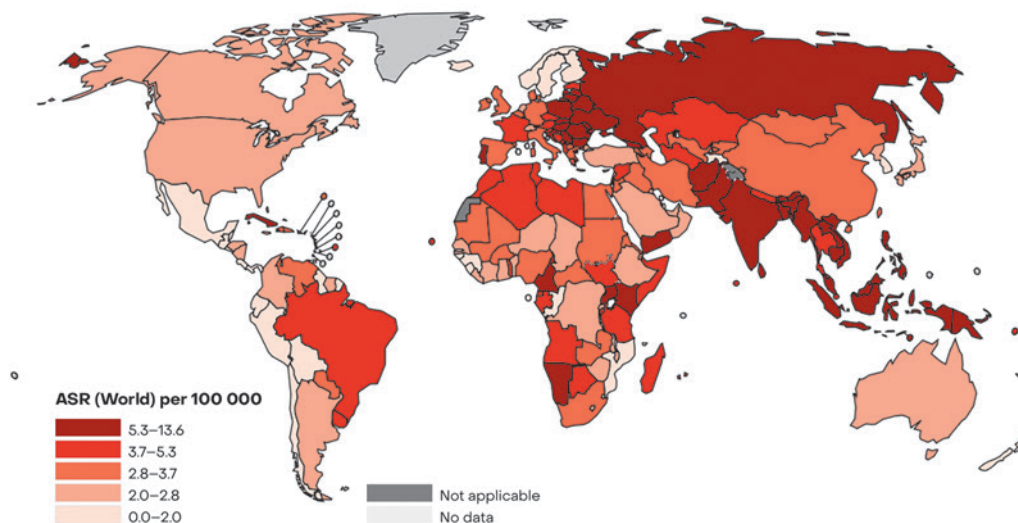 ASR (World) per 100 000
5.3–13.6
3.7–5.3
2.8–3.7
2.0–2.8
0.0–2.0
Not applicable
No data